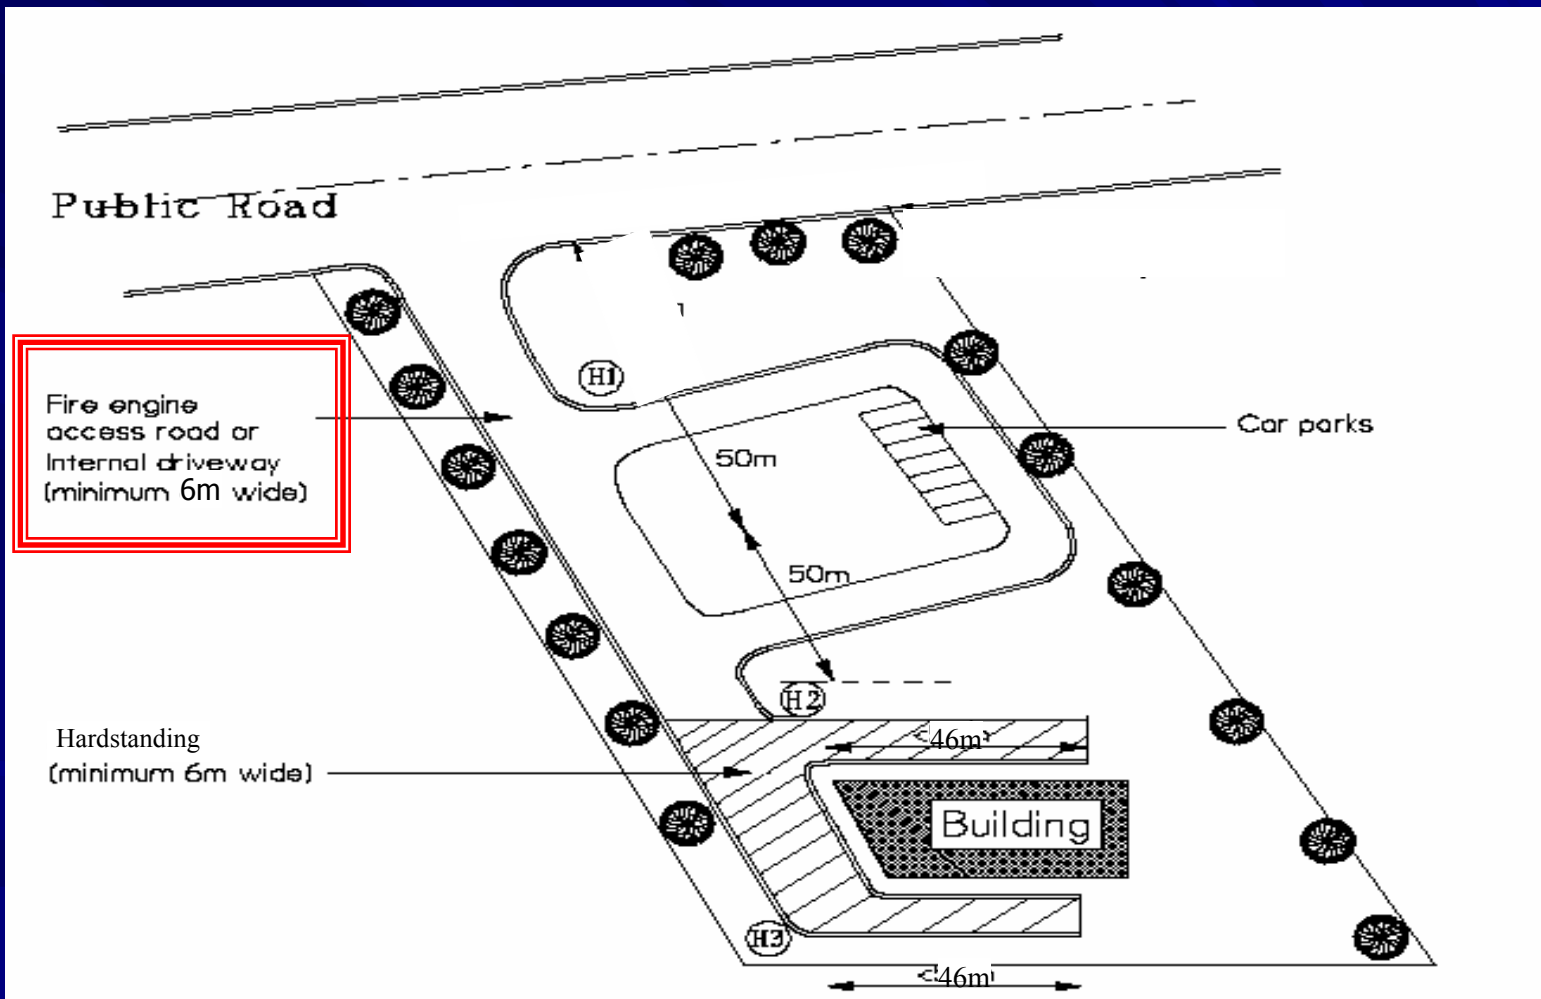 Public Road
H1
Fire engine
access road or
Internal driveway
(minimum 6m wide)
Car parks
50m
50m
H2
Hardstanding
(minimum 6m wide)
<46m
Building
H3
<46m